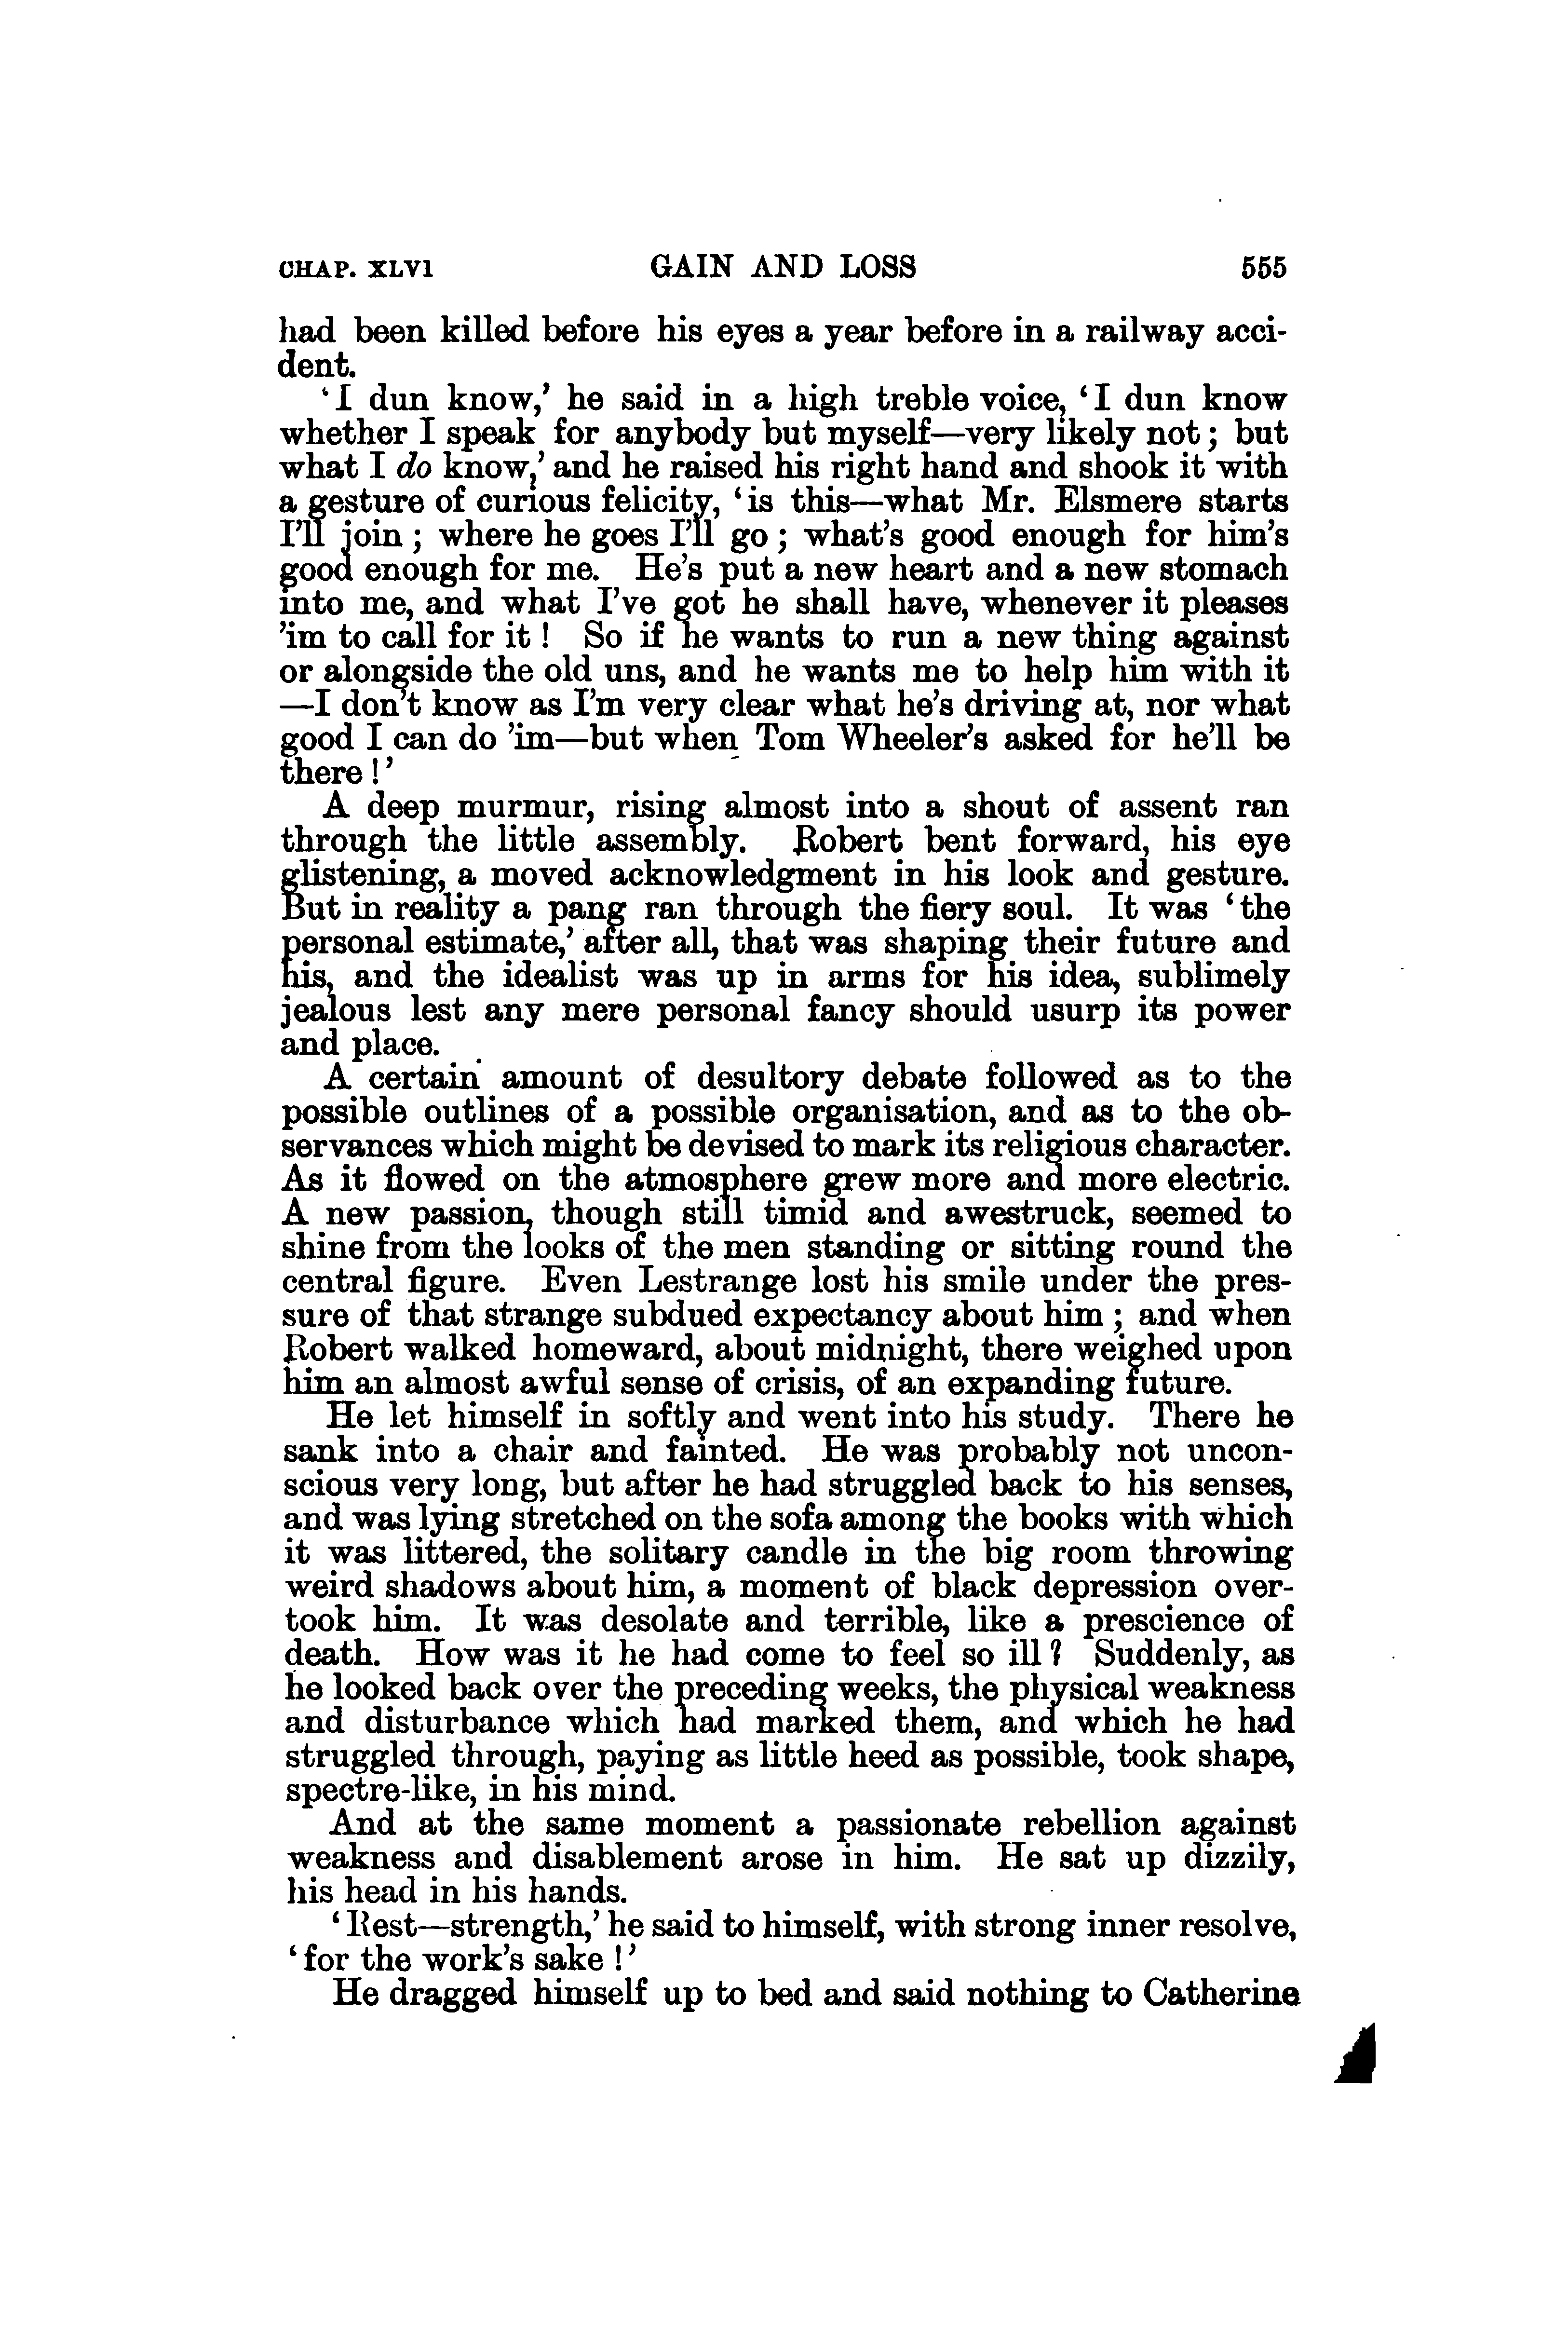 CHAP. XLVI GAIN AND LOSS 555
had been killed before his eyes a year before in a railway acci-
dent.
‘I dun know,’ he said in a high treble voice, ‘I dun know
whether I speak for anybody but myself—very likely not; but
what I do know,’ and he raised his right hand and shook it with
a gesture of curious felicity, ‘is this—what Mr. Elsmere starts
I’ll join; where he goes I’ll go; what’s good enough for him’s
good enough for me. He’s put a new heart and a new stomach
into me, and what I’ve got he shall have, whenever it pleases
’im to call for it! So if he wants to run a new thing against
or alongside the old uns, and he wants me to help him with it
—I don’t know as I’m very clear what he’s driving at, nor what
good I can do ’im—but when Tom Wheeler’s asked for he’ll be
there!’
A deep murmur, rising almost into a shout of assent ran
through the little assembly. Robert bent forward, his eye
glistening, a moved acknowledgment in his look and gesture.
But in reality a pang ran through the fiery soul. It was ‘the
personal estimate,’ after all, that was shaping their future and
his, and the idealist was up in arms for his idea, sublimely
jealous lest any mere personal fancy should usurp its power
and place.
A certain amount of desultory debate followed as to the
possible outlines of a possible organisation, and as to the ob-
servances which might be devised to mark its religious character.
As it flowed on the atmosphere grew more and more electric.
A new passion, though still timid and awestruck, seemed to
shine from the looks of the men standing or sitting round the
central figure. Even Lestrange lost his smile under the pres-
sure of that strange subdued expectancy about him; and when
Robert walked homeward, about midnight, there weighed upon
him an almost awful sense of crisis, of an expanding future.
He let himself in softly and went into his study. There he
sank into a chair and fainted. He was probably not uncon-
scious very long, but after he had struggled back to his senses,
and was lying stretched on the sofa among the books with which
it was littered, the solitary candle in the big room throwing
weird shadows about him, a moment of black depression over-
took him. It was desolate and terrible, like a prescience of
death. How was it he had come to feel so ill? Suddenly, as
he looked back over the preceding weeks, the physical weakness
and disturbance which had marked them, and which he had
struggled through, paying as little heed as possible, took shape,
spectre-like, in his mind.
And at the same moment a passionate rebellion against
weakness and disablement arose in him. He sat up dizzily,
his head in his hands.
‘Rest—strength,’ he said to himself, with strong inner resolve,
‘for the work’s sake!’
He dragged himself up to bed and said nothing to Catherine